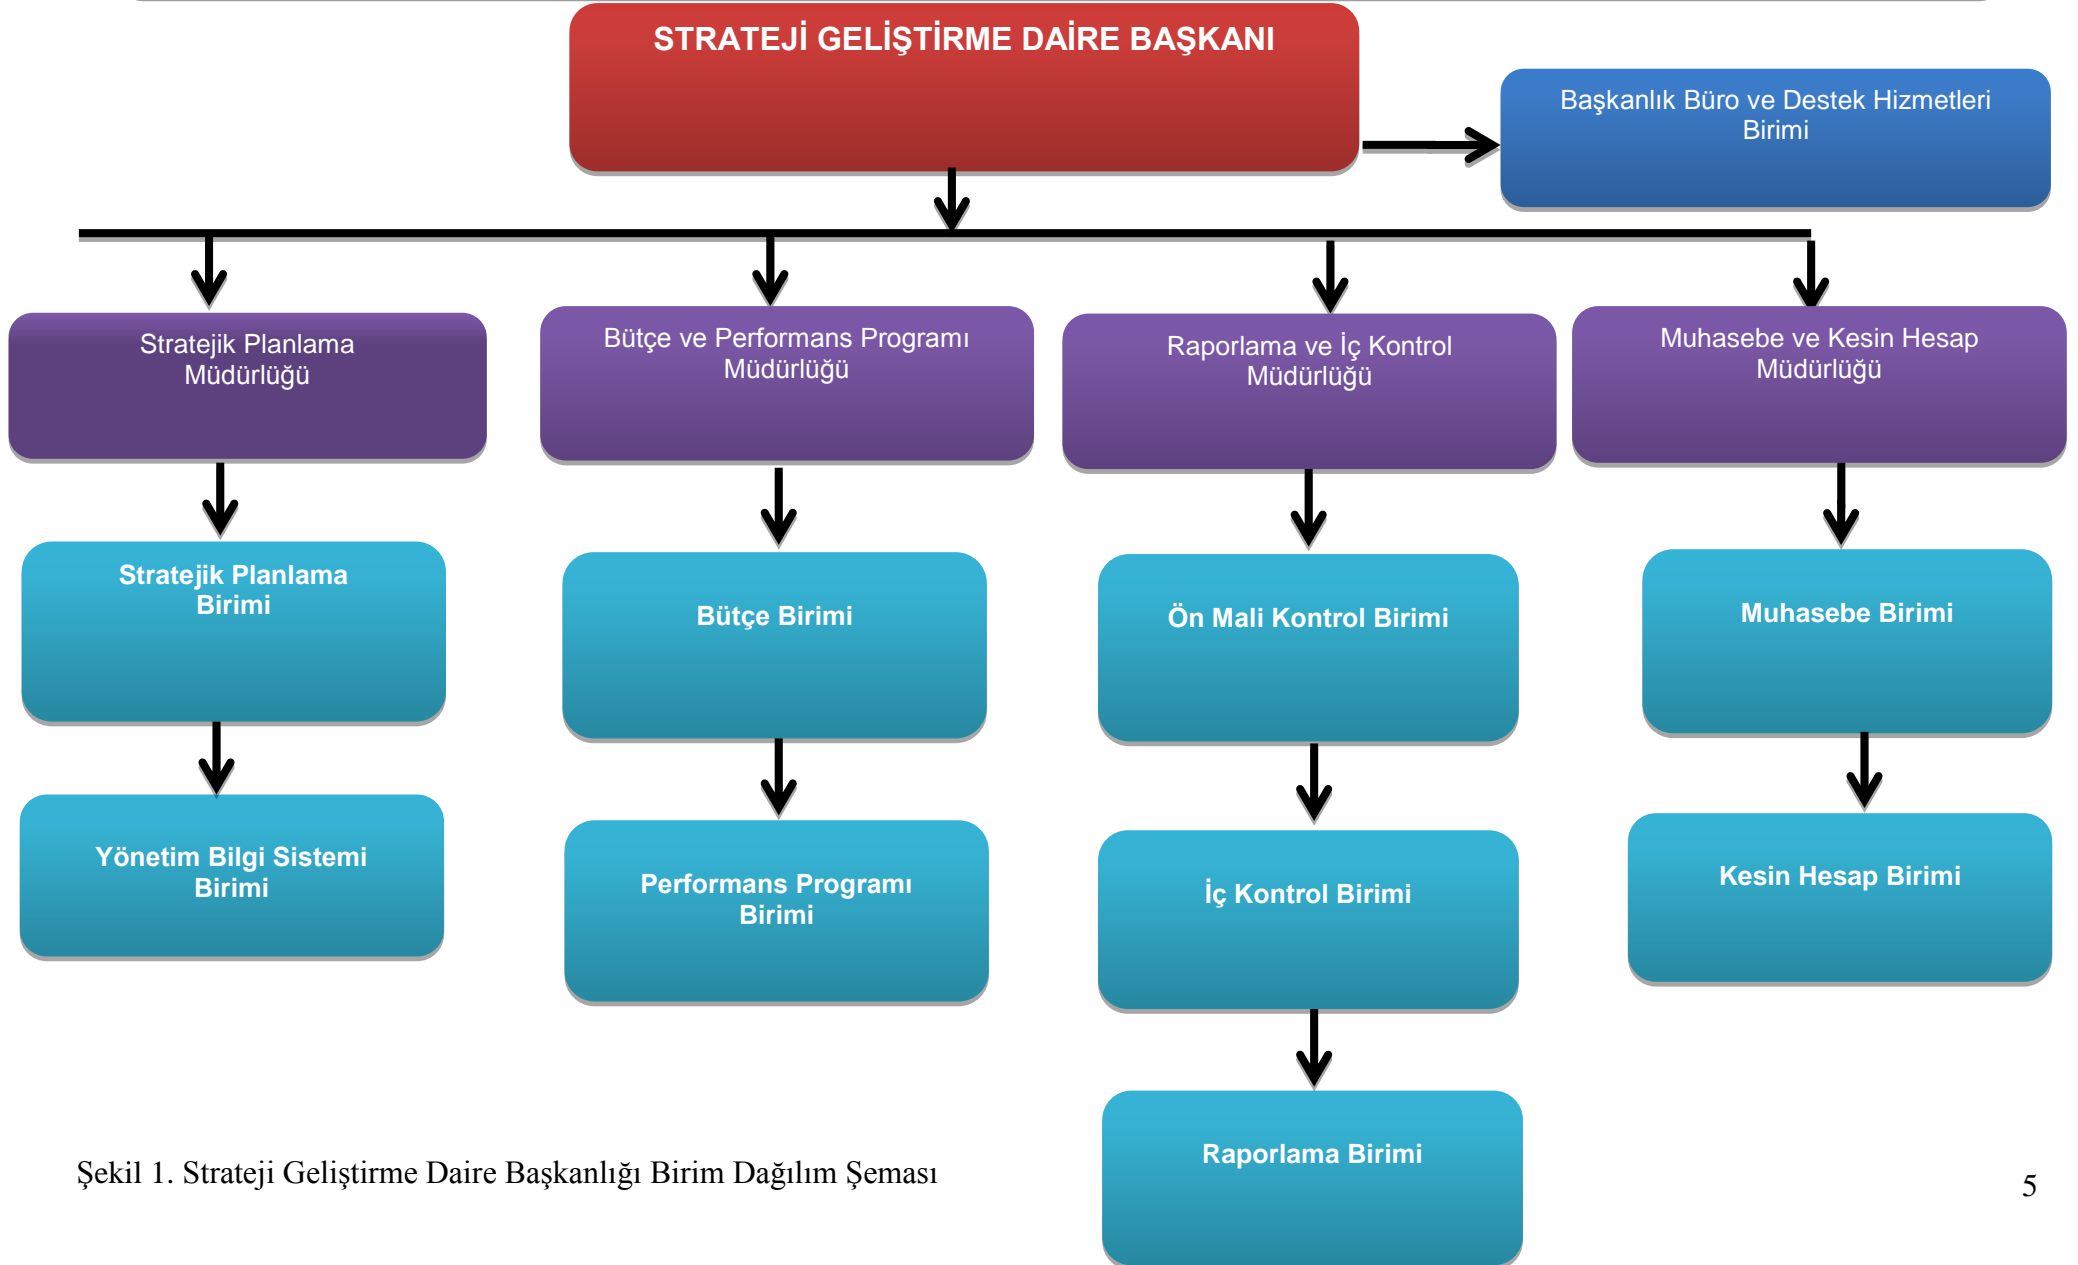 STRATEJİ GELİŞTİRME DAİRE BAŞKANI
Başkanlık Büro ve Destek Hizmetleri
Birimi
Stratejik Planlama
Müdürlüğü
Bütçe ve Performans Programı
Müdürlüğü
Raporlama ve İç Kontrol
Müdürlüğü
Muhasebe ve Kesin Hesap
Müdürlüğü
Stratejik Planlama
Birimi
Bütçe Birimi
Ön Mali Kontrol Birimi
Muhasebe Birimi
Yönetim Bilgi Sistemi
Birimi
Performans Programı
Birimi
İç Kontrol Birimi
Kesin Hesap Birimi
Raporlama Birimi
Şekil 1. Strateji Geliştirme Daire Başkanlığı Birim Dağılım Şeması
5